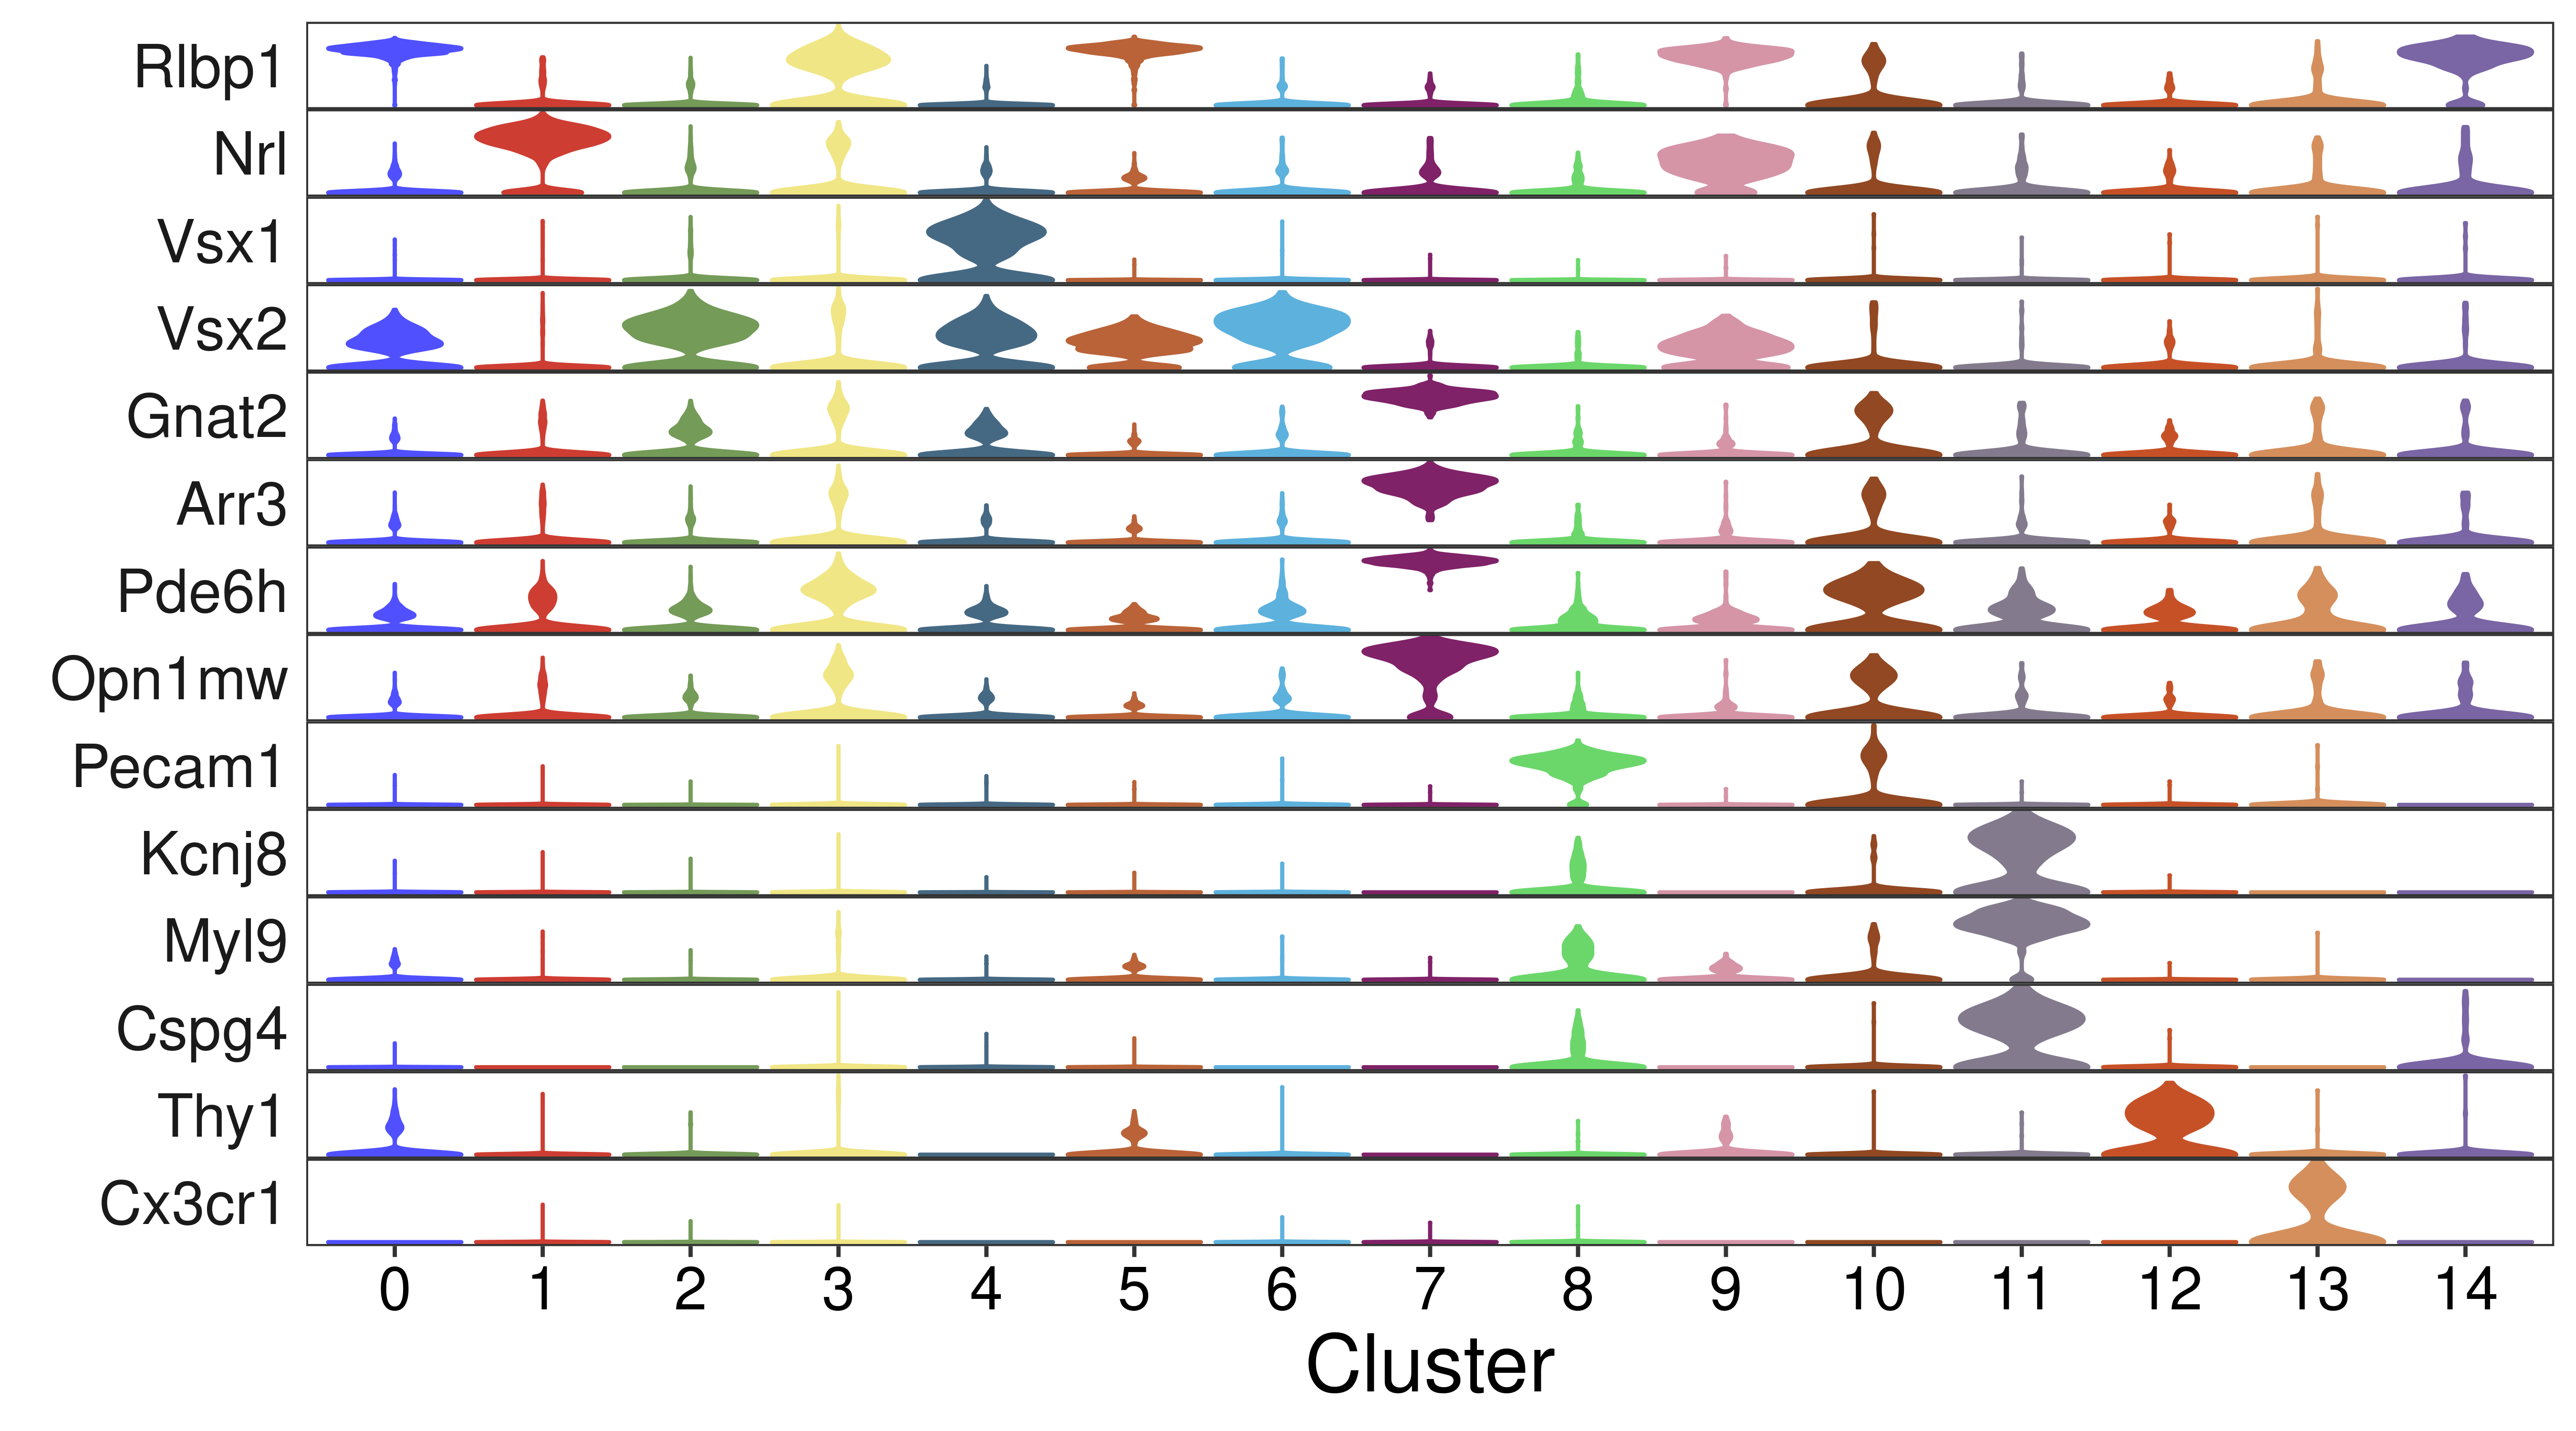 Rlbp1
Nrl
Vsx1
Vsx2
Gnat2
Arr3
Pde6h
Opn1mw
Pecam1
Kcnj8
Myl9
Cspg4
Thy1
Cx3cr1
0 1 2 3 4 5 6 7 8 9 10 11 12 13 14
Cluster